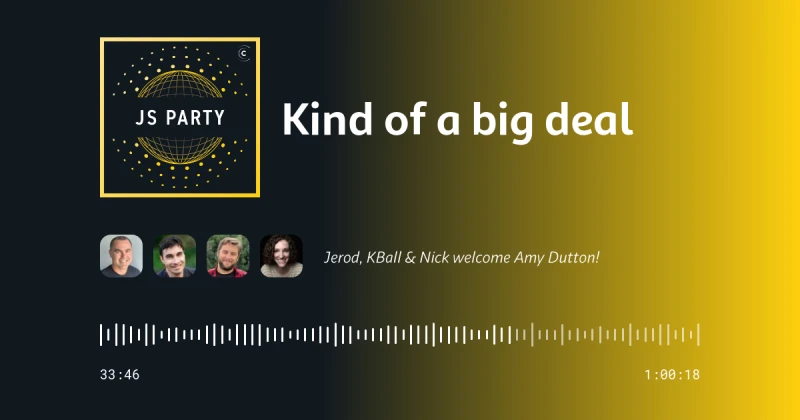 C
JS PARTY
Kind of a big deal
Jerod, KBall & Nick welcome Amy Dutton!
33:46
1:00:18